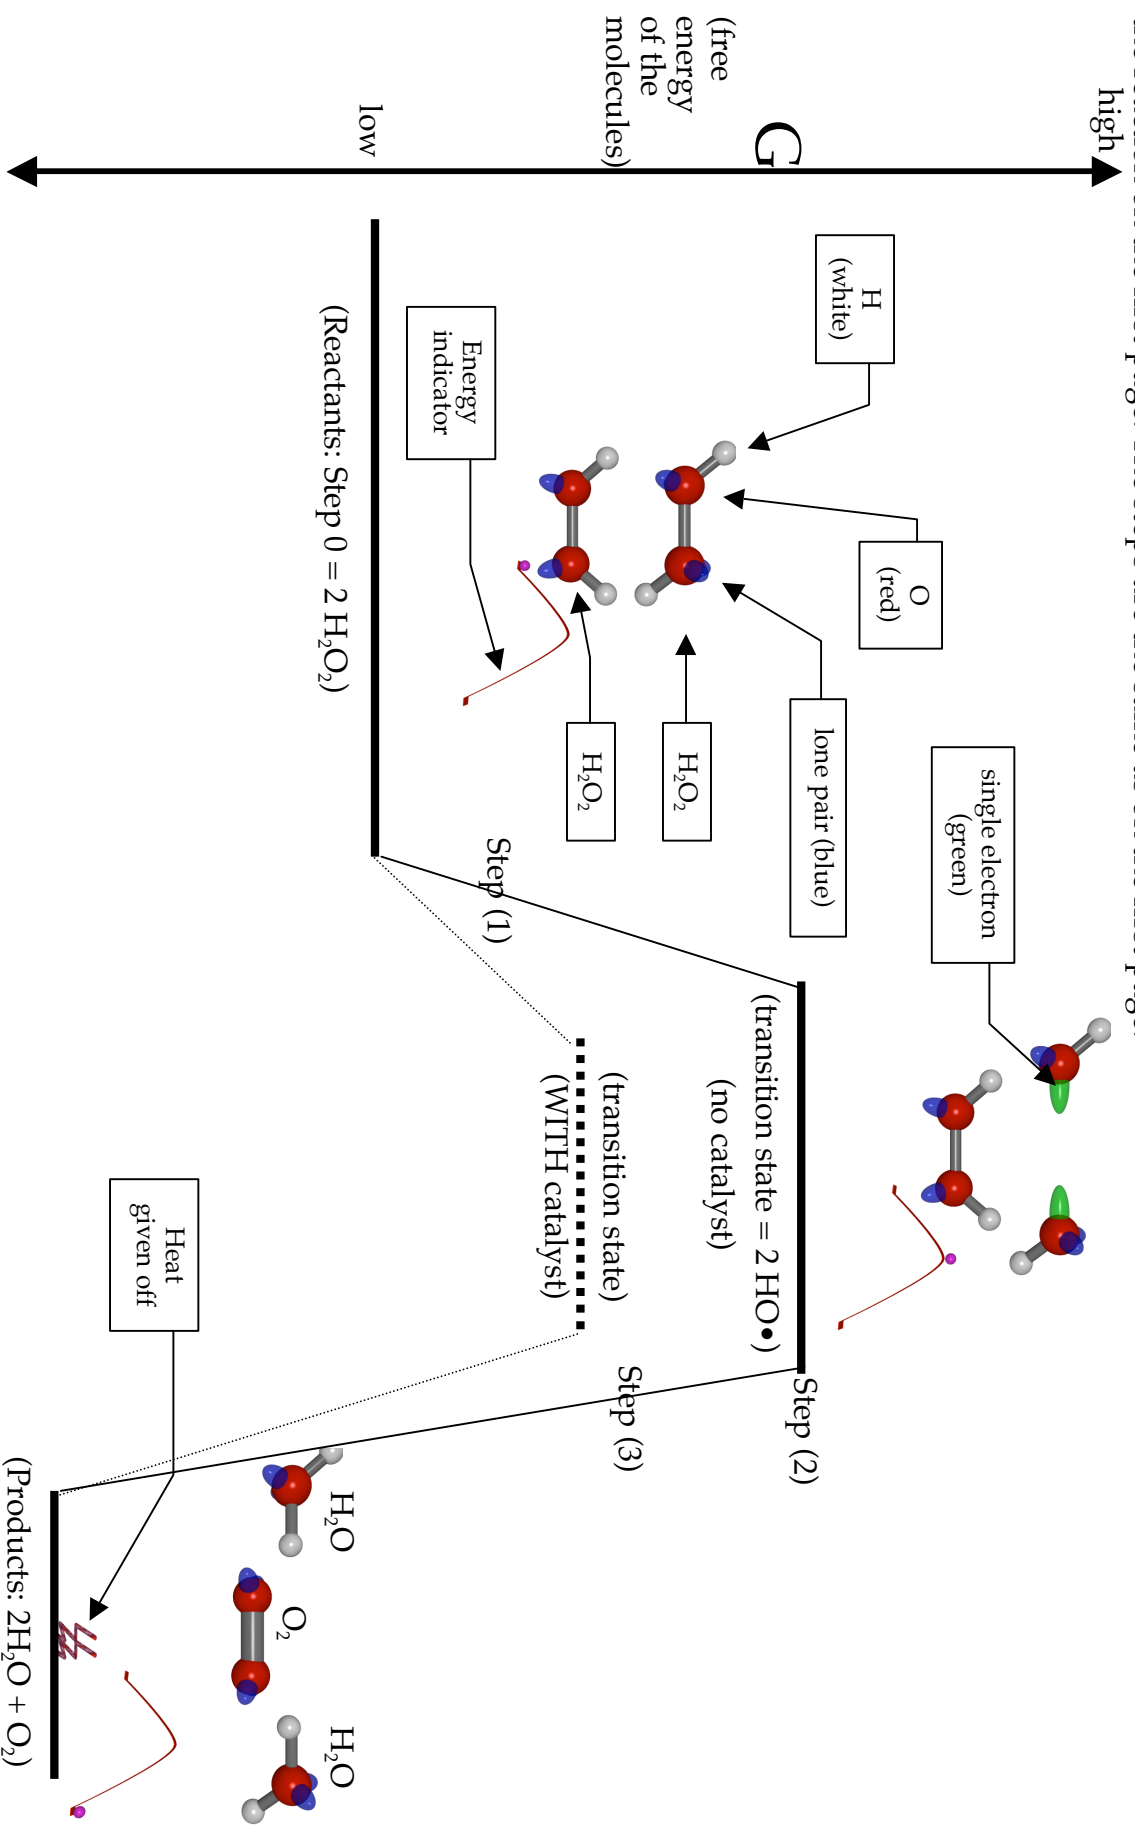 high
G
(free
energy
of the
molecules)
low
H
(white)
O
(red)
lone pair (blue)
single electron
(green)
H₂O₂
H₂O₂
Energy
indicator
(Reactants: Step 0 = 2 H₂O₂)
Step (1)
(transition state = 2 HO•)
(no catalyst)
(transition state)
(WITH catalyst)
Step (2)
Step (3)
Heat
given off
H₂O
O₂
H₂O
(Products: 2H₂O + O₂)